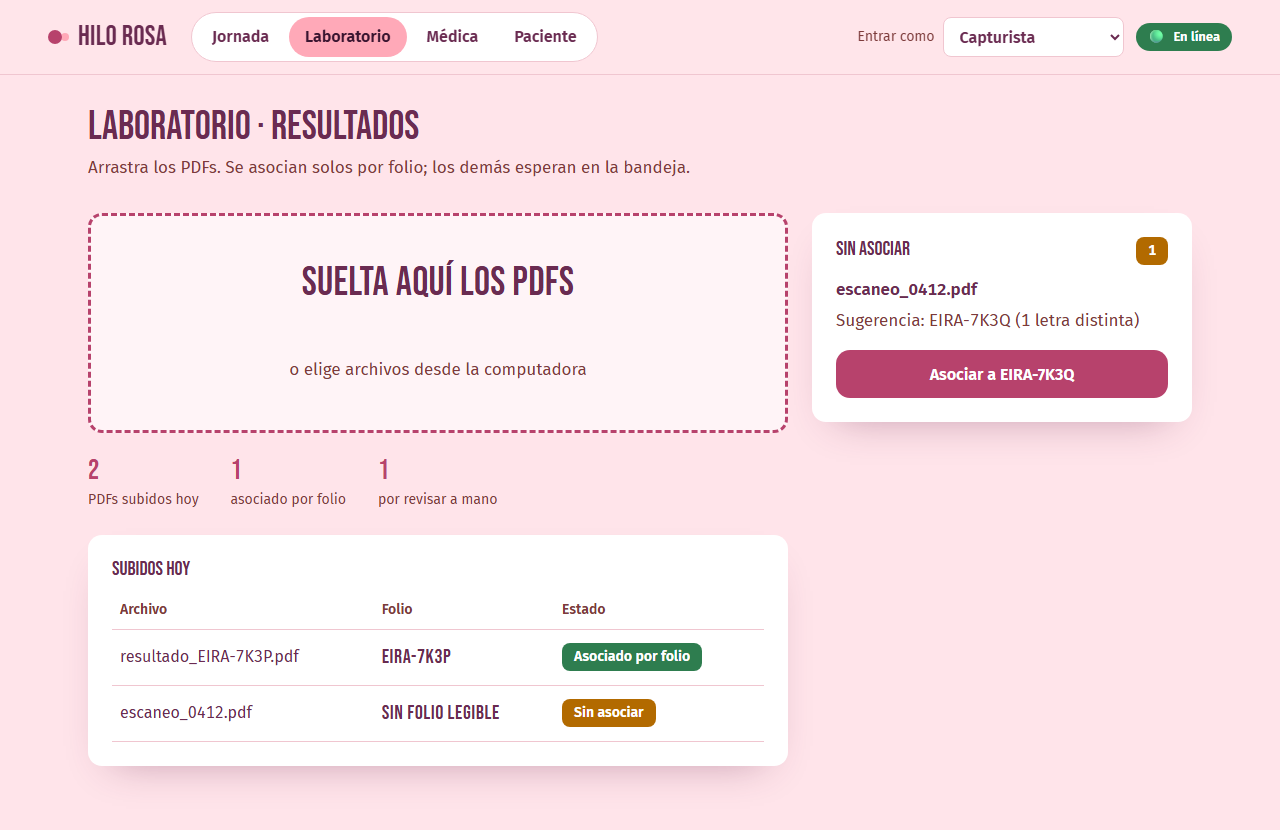 HILO ROSA
Jornada
Laboratorio
Médica
Paciente
Entrar como
Capturista
En línea
LABORATORIO · RESULTADOS
Arrastra los PDFs. Se asocian solos por folio; los demás esperan en la bandeja.
SUELTA AQUÍ LOS PDFS
o elige archivos desde la computadora
SIN ASOCIAR
1
escaneo_0412.pdf
Sugerencia: EIRA-7K3Q (1 letra distinta)
Asociar a EIRA-7K3Q
2
PDFs subidos hoy
1
asociado por folio
1
por revisar a mano
SUBIDOS HOY
Archivo Folio Estado
resultado_EIRA-7K3P.pdf EIRA-7K3P Asociado por folio
escaneo_0412.pdf SIN FOLIO LEGIBLE Sin asociar